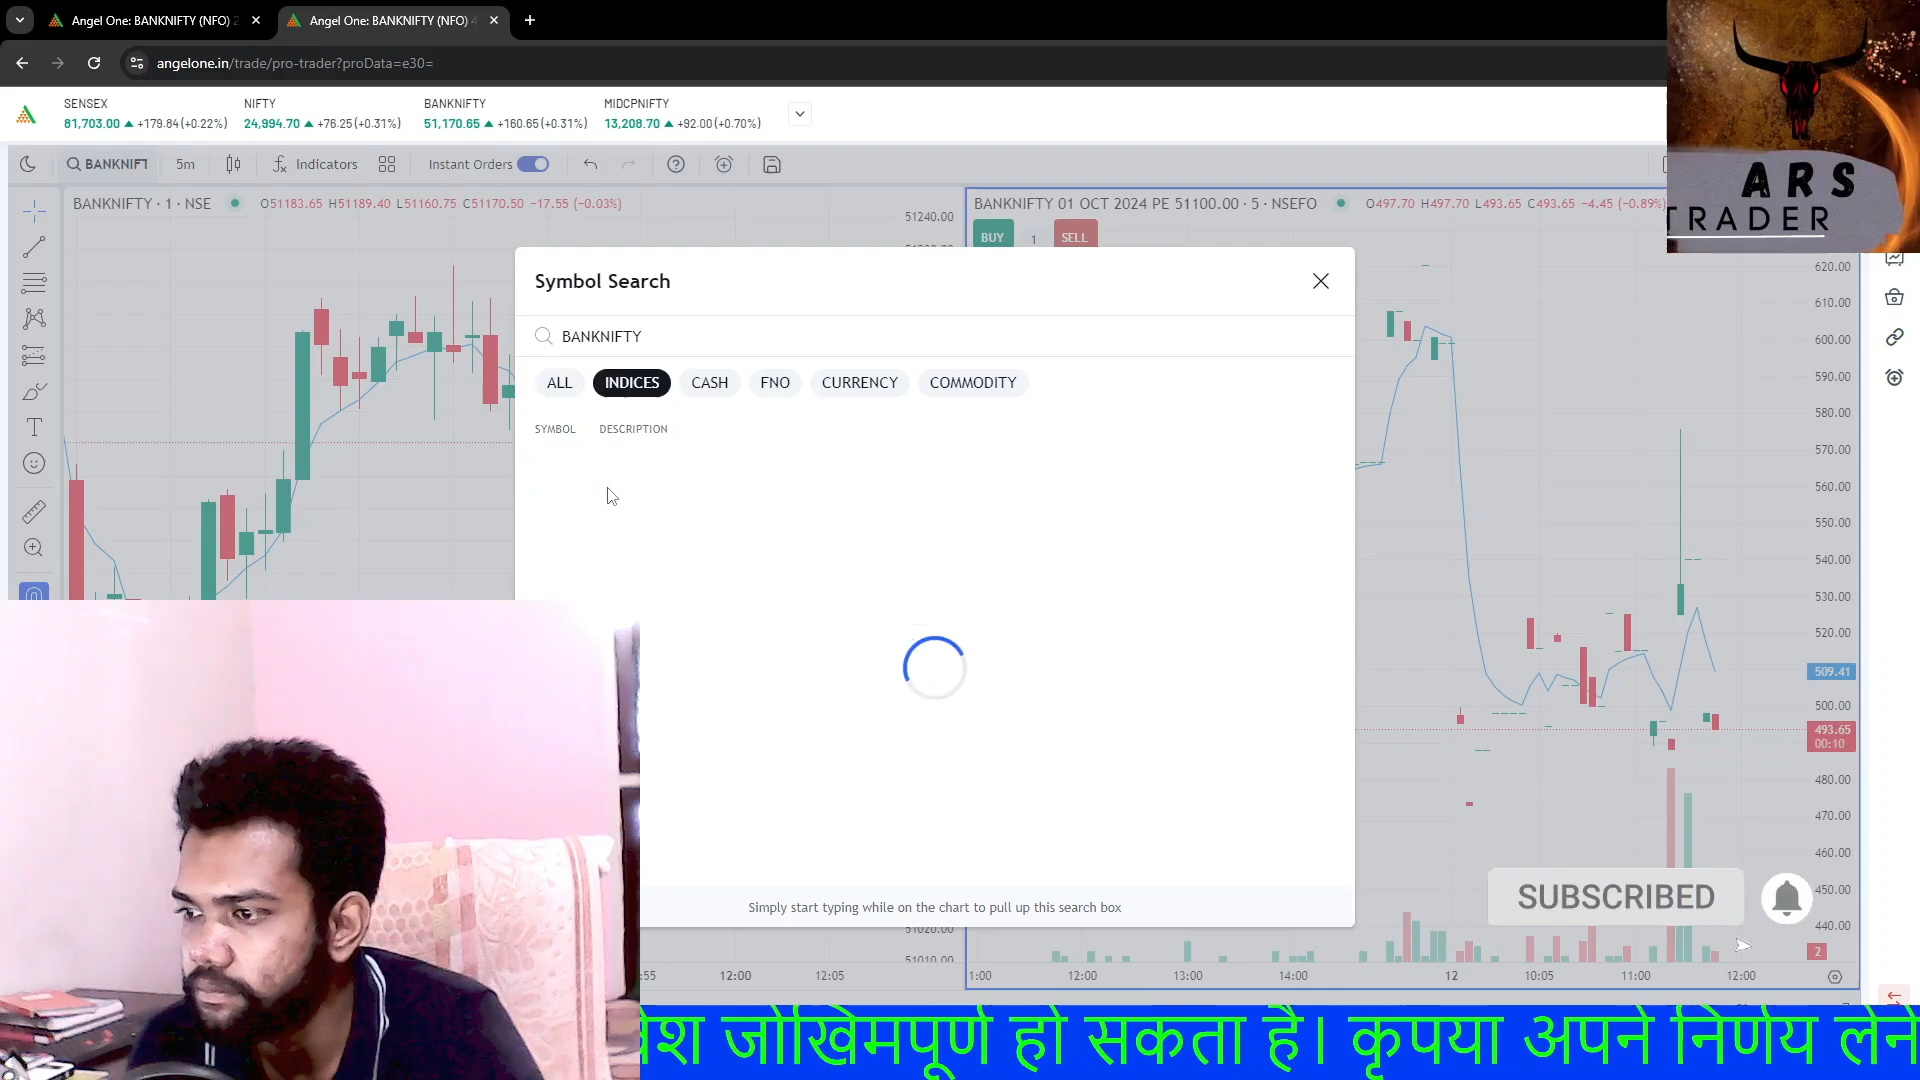 Angel One: BANKNIFTY (NFO) 2
Angel One: BANKNIFTY (NFO) 4
angelone.in/trade/pro-trader?proData=e30=
SENSEX
81,703.00 ▲ +179.84(+0.22%)
NIFTY
24,994.70 ▲ +76.25(+0.31%)
BANKNIFTY
51,170.65 ▲ +160.65(+0.31%)
MIDCPNIFTY
13,208.70 ▲ +92.00(+0.70%)
ARS
TRADER
BANKNIFT 5m Indicators Instant Orders
BANKNIFTY · 1 · NSE O51183.65 H51189.40 L51160.75 C51170.50 −17.55 (−0.03%)
51240.00
BANKNIFTY 01 OCT 2024 PE 51100.00 · 5 · NSEFO O497.70 H497.70 L493.65 C493.65 −4.45 (−0.89%)
BUY 1 SELL
Symbol Search
BANKNIFTY
ALL INDICES CASH FNO CURRENCY COMMODITY
SYMBOL DESCRIPTION
Simply start typing while on the chart to pull up this search box
620.00
610.00
600.00
590.00
580.00
570.00
560.00
550.00
540.00
530.00
520.00
509.41
500.00
493.65
00:10
480.00
470.00
460.00
450.00
440.00
2
SUBSCRIBED
51020.00
51010.00
:55 12:00 12:05
1:00 12:00 13:00 14:00 12 10:05 11:00 12:00
जोखिमपूर्ण हो सकता है। कृपया अपने निर्णय लेने